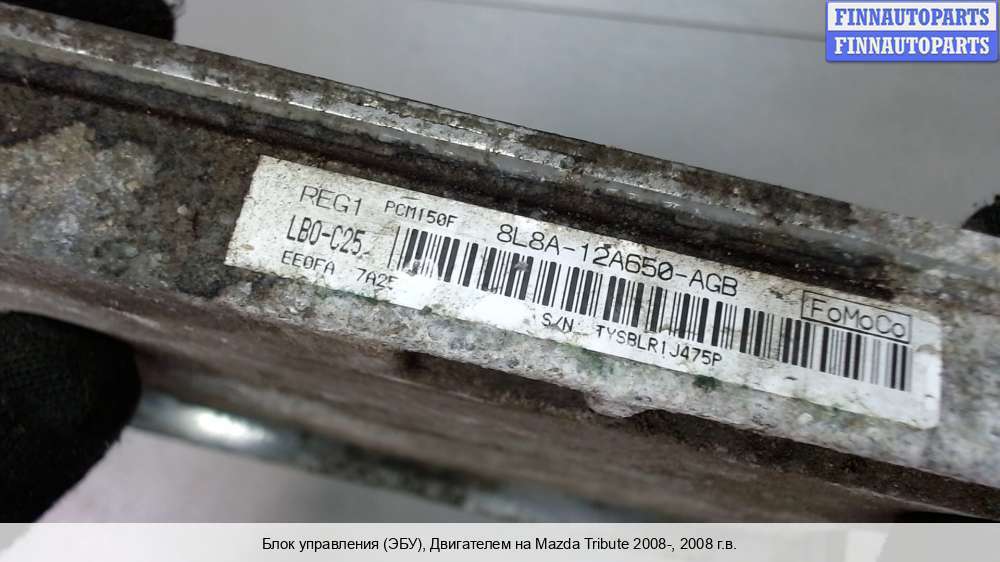 FINNAUTOPARTS
FINNAUTOPARTS
REG1 PCM150F 8L8A-12A650-AGB
LB0-C25 FoMoCo
EE0FA 7A2F S/N TYSBLR1J475P
Блок управления (ЭБУ), Двигателем на Mazda Tribute 2008-, 2008 г.в.